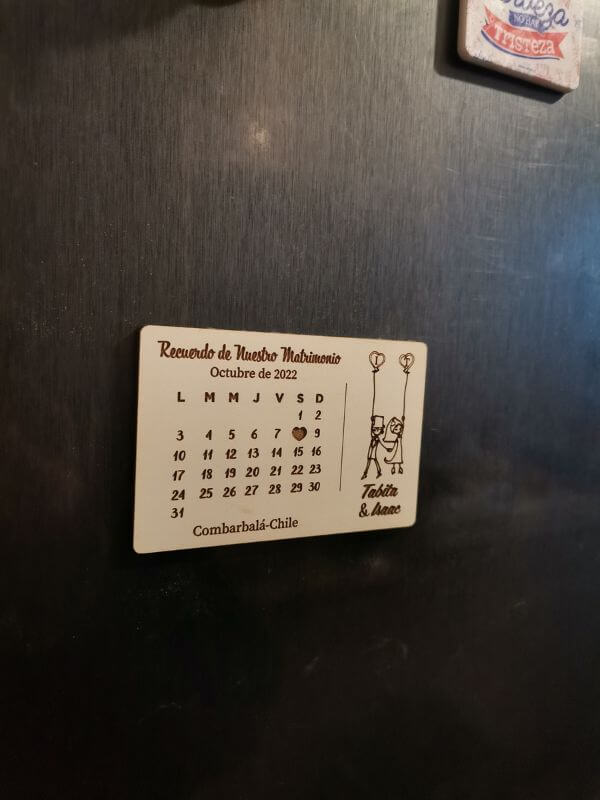 NO HAY
TRISTEZA
Recuerdo de Nuestro Matrimonio
Octubre de 2022
L M M J V S D
1 2
3 4 5 6 7 9
10 11 12 13 14 15 16
17 18 19 20 21 22 23
24 25 26 27 28 29 30
31
Combarbalá-Chile
I T
Tabita
& Isaac